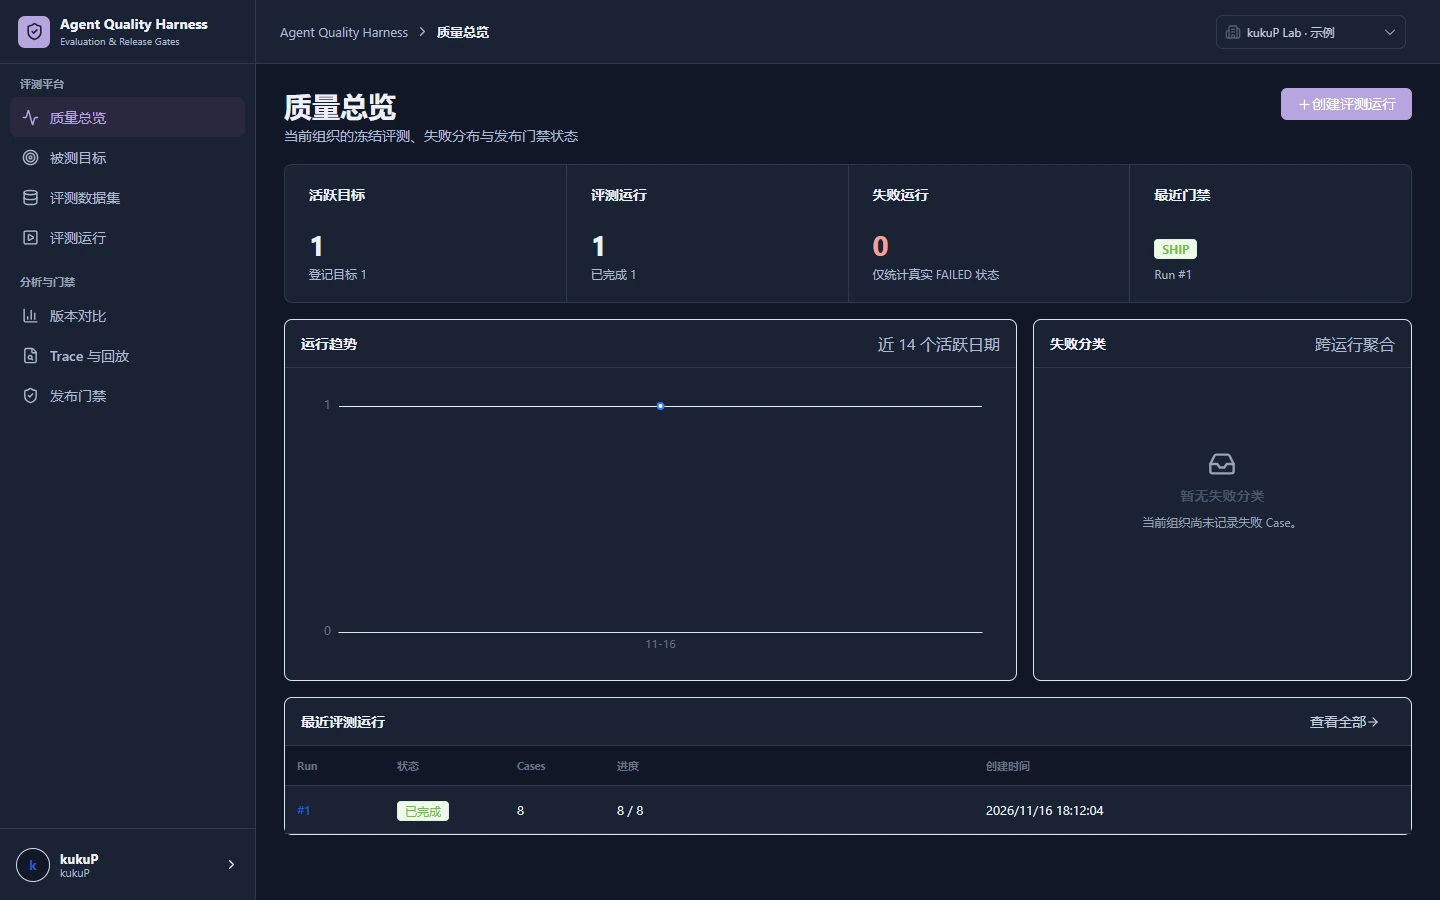 Agent Quality Harness
Evaluation & Release Gates
评测平台
质量总览
被测目标
评测数据集
评测运行
分析与门禁
版本对比
Trace 与回放
发布门禁
k
kukuP
kukuP
Agent Quality Harness > 质量总览
kukuP Lab · 示例
质量总览
当前组织的冻结评测、失败分布与发布门禁状态
+创建评测运行
活跃目标
1
登记目标 1
评测运行
1
已完成 1
失败运行
0
仅统计真实 FAILED 状态
最近门禁
SHIP
Run #1
运行趋势
近 14 个活跃日期
1
0
11-16
失败分类
跨运行聚合
暂无失败分类
当前组织尚未记录失败 Case。
最近评测运行
查看全部→
Run 状态 Cases 进度 创建时间
#1 已完成 8 8 / 8 2026/11/16 18:12:04